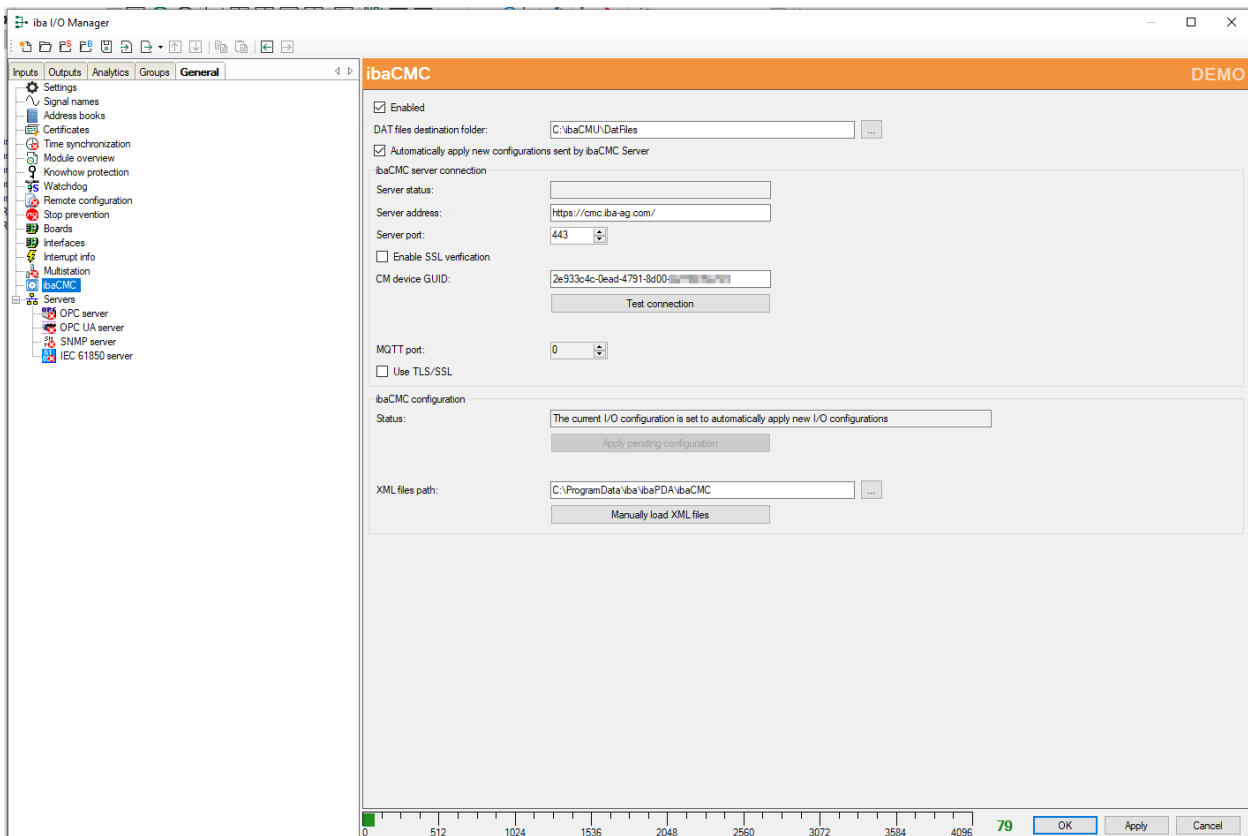 iba I/O Manager
Inputs Outputs Analytics Groups General
Settings
Signal names
Address books
Certificates
Time synchronization
Module overview
Knowhow protection
Watchdog
Remote configuration
Stop prevention
Boards
Interfaces
Interrupt info
Multistation
ibaCMC
Servers
OPC server
OPC UA server
SNMP server
IEC 61850 server
ibaCMC DEMO
Enabled
DAT files destination folder: C:\ibaCMU\DatFiles ...
Automatically apply new configurations sent by ibaCMC Server
ibaCMC server connection
Server status:
Server address: https://cmc.iba-ag.com/
Server port: 443
Enable SSL verification
CM device GUID: 2e933c4c-0ead-4791-8d00-
Test connection
MQTT port: 0
Use TLS/SSL
ibaCMC configuration
Status: The current I/O configuration is set to automatically apply new I/O configurations
Apply pending configuration
XML files path: C:\ProgramData\iba\ibaPDA\ibaCMC ...
Manually load XML files
0 512 1024 1536 2048 2560 3072 3584 4096 79 OK Apply Cancel